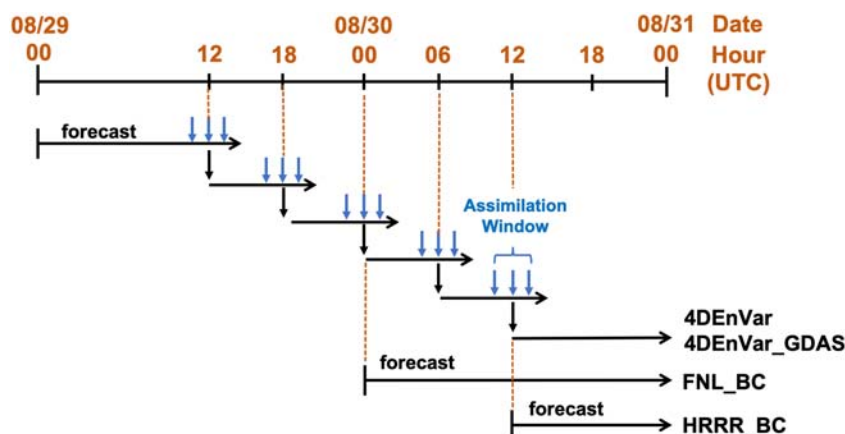 08/29 08/30 08/31 Date
00 12 18 00 06 12 18 00 Hour
(UTC)
forecast
Assimilation
Window
4DEnVar
4DEnVar_GDAS
forecast
FNL_BC
forecast
HRRR_BC